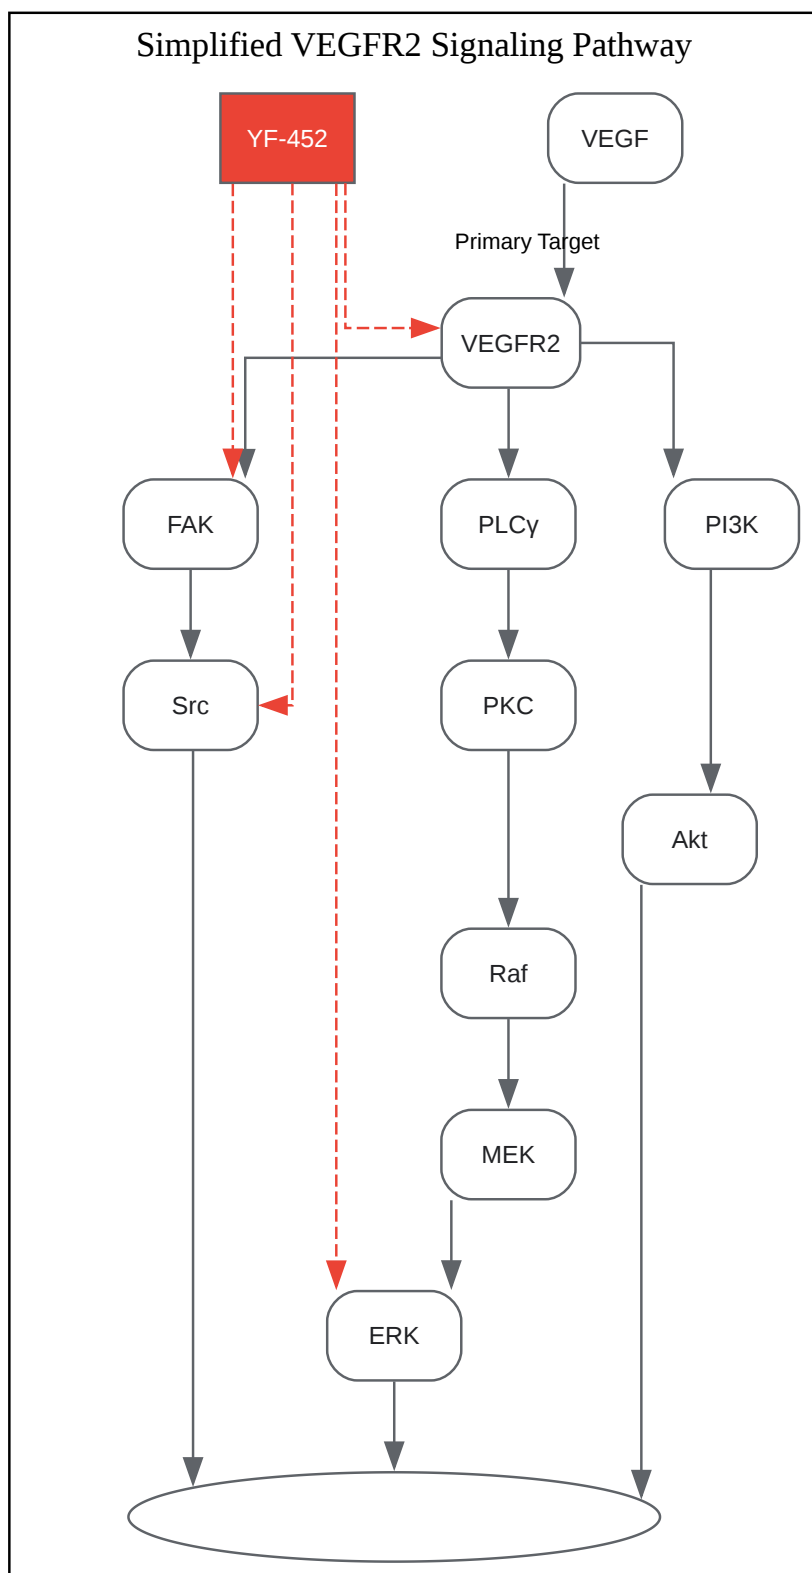 Simplified VEGFR2 Signaling Pathway
YF-452
VEGF
Primary Target
VEGFR2
FAK
PLCγ
PI3K
Src
PKC
Akt
Raf
MEK
ERK